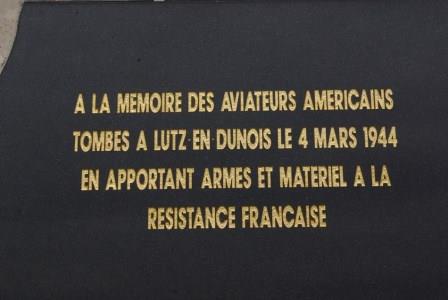 A LA MEMOIRE DES AVIATEURS AMERICAINS
TOMBES A LUTZ-EN-DUNOIS LE 4 MARS 1944
EN APPORTANT ARMES ET MATERIEL A LA
RESISTANCE FRANCAISE